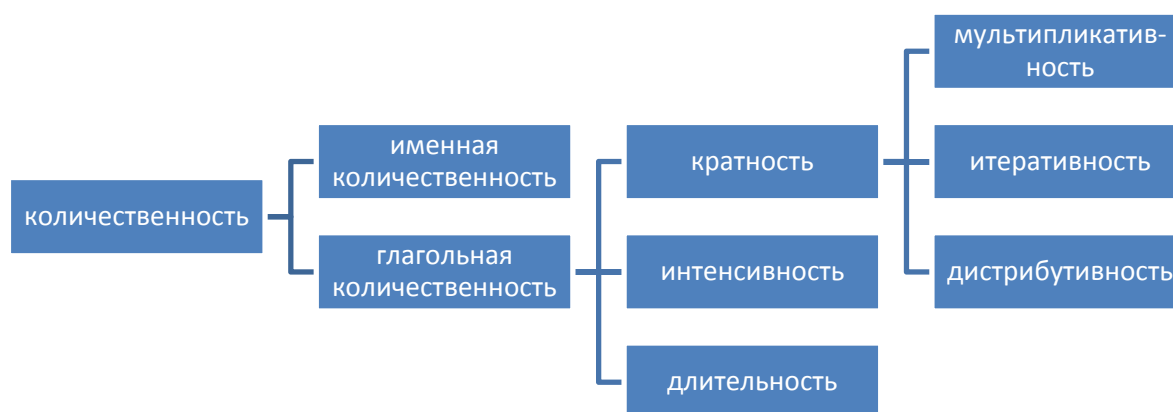 количественность
именная
количественность
глагольная
количественность
кратность
интенсивность
длительность
мультипликатив-
ность
итеративность
дистрибутивность